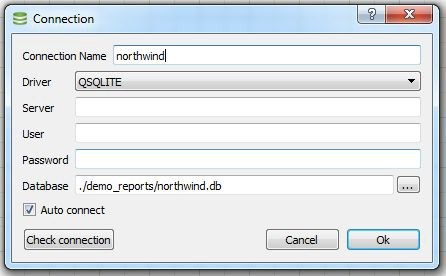 Connection
Connection Name northwind
Driver QSQLITE
Server
User
Password
Database ./demo_reports/northwind.db ...
Auto connect
Check connection Cancel Ok